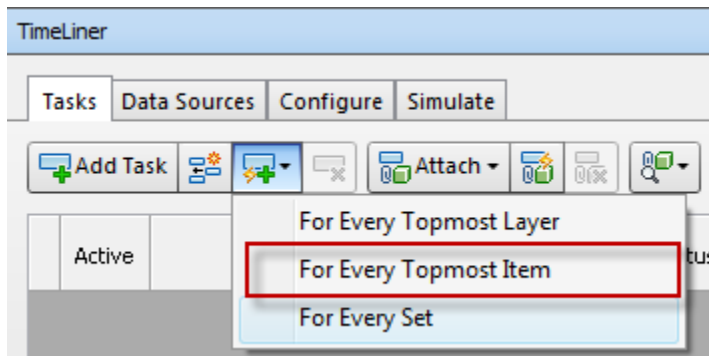 TimeLiner
Tasks Data Sources Configure Simulate
Add Task Attach
For Every Topmost Layer
Active
For Every Topmost Item
For Every Set